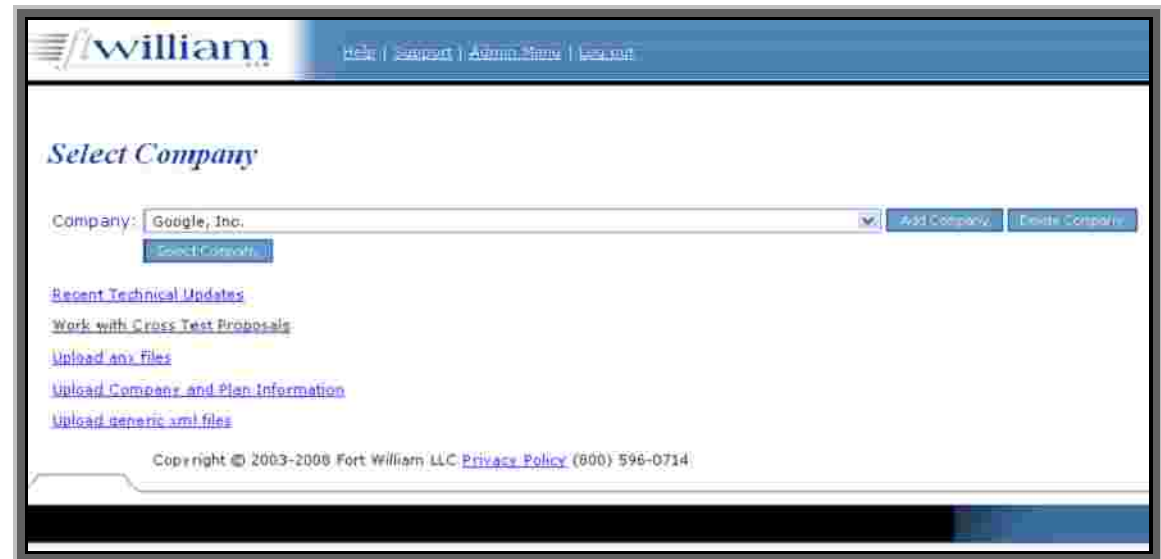 ftwilliam
Help | Support | Admin Menu | Log out
Select Company
Company: Google, Inc. Add Company Delete Company
Select Company
Recent Technical Updates
Work with Cross Test Proposals
Upload anx files
Upload Company and Plan Information
Upload generic xml files
Copyright © 2003-2008 Fort William LLC Privacy Policy (800) 596-0714